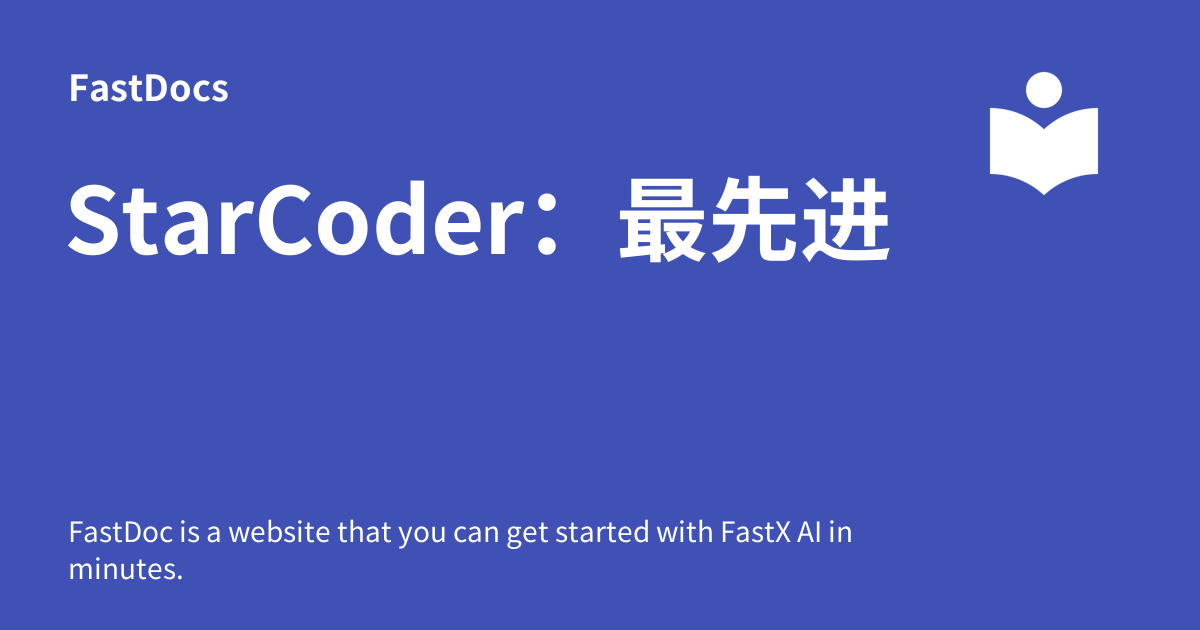 FastDocs
StarCoder：最先进
FastDoc is a website that you can get started with FastX AI in
minutes.